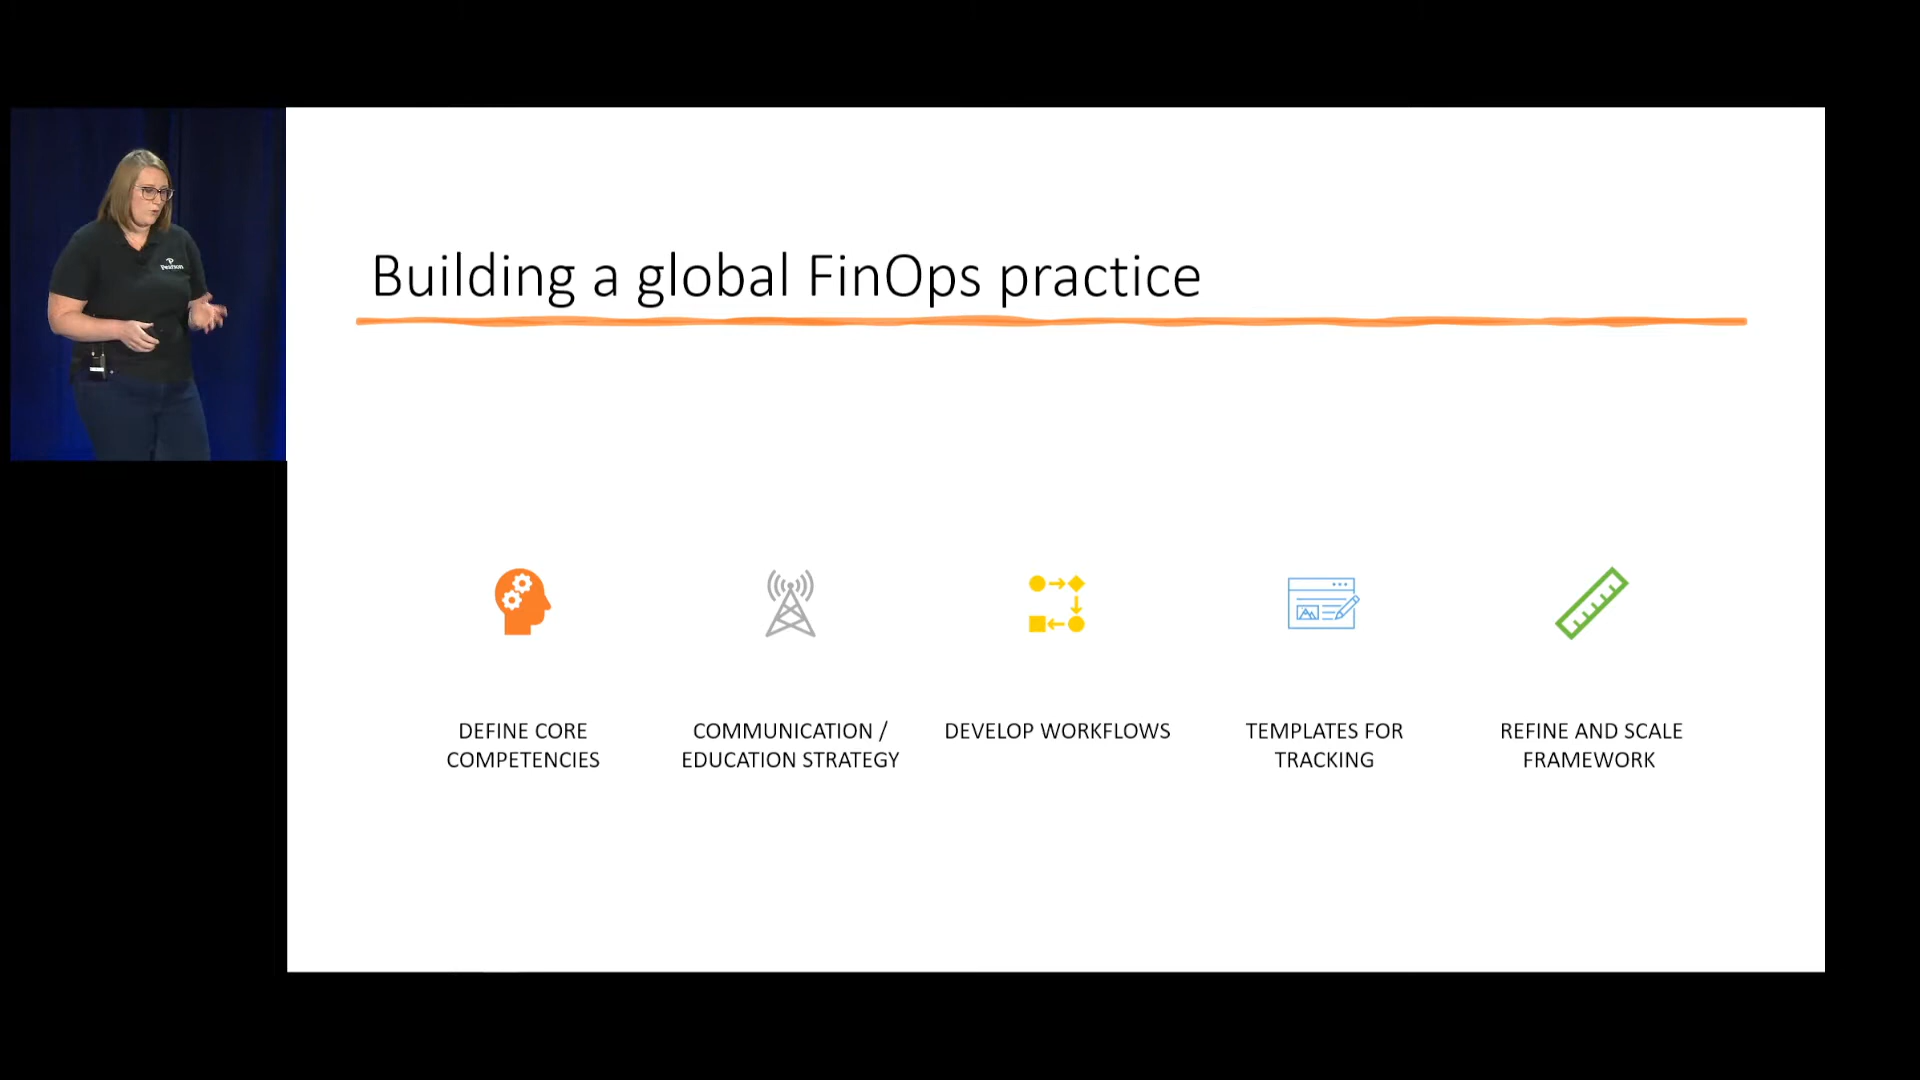 Building a global FinOps practice
Pearson
DEFINE CORE
COMPETENCIES
COMMUNICATION /
EDUCATION STRATEGY
DEVELOP WORKFLOWS
TEMPLATES FOR
TRACKING
REFINE AND SCALE
FRAMEWORK